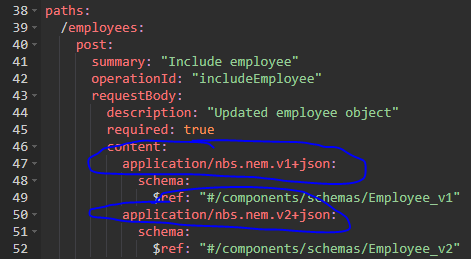 38 paths:
39 /employees:
40 post:
41 summary: "Include employee"
42 operationId: "includeEmployee"
43 requestBody:
44 description: "Updated employee object"
45 required: true
46 content:
47 application/nbs.nem.v1+json:
48 schema:
49 $ref: "#/components/schemas/Employee_v1"
50 application/nbs.nem.v2+json:
51 schema:
52 $ref: "#/components/schemas/Employee_v2"